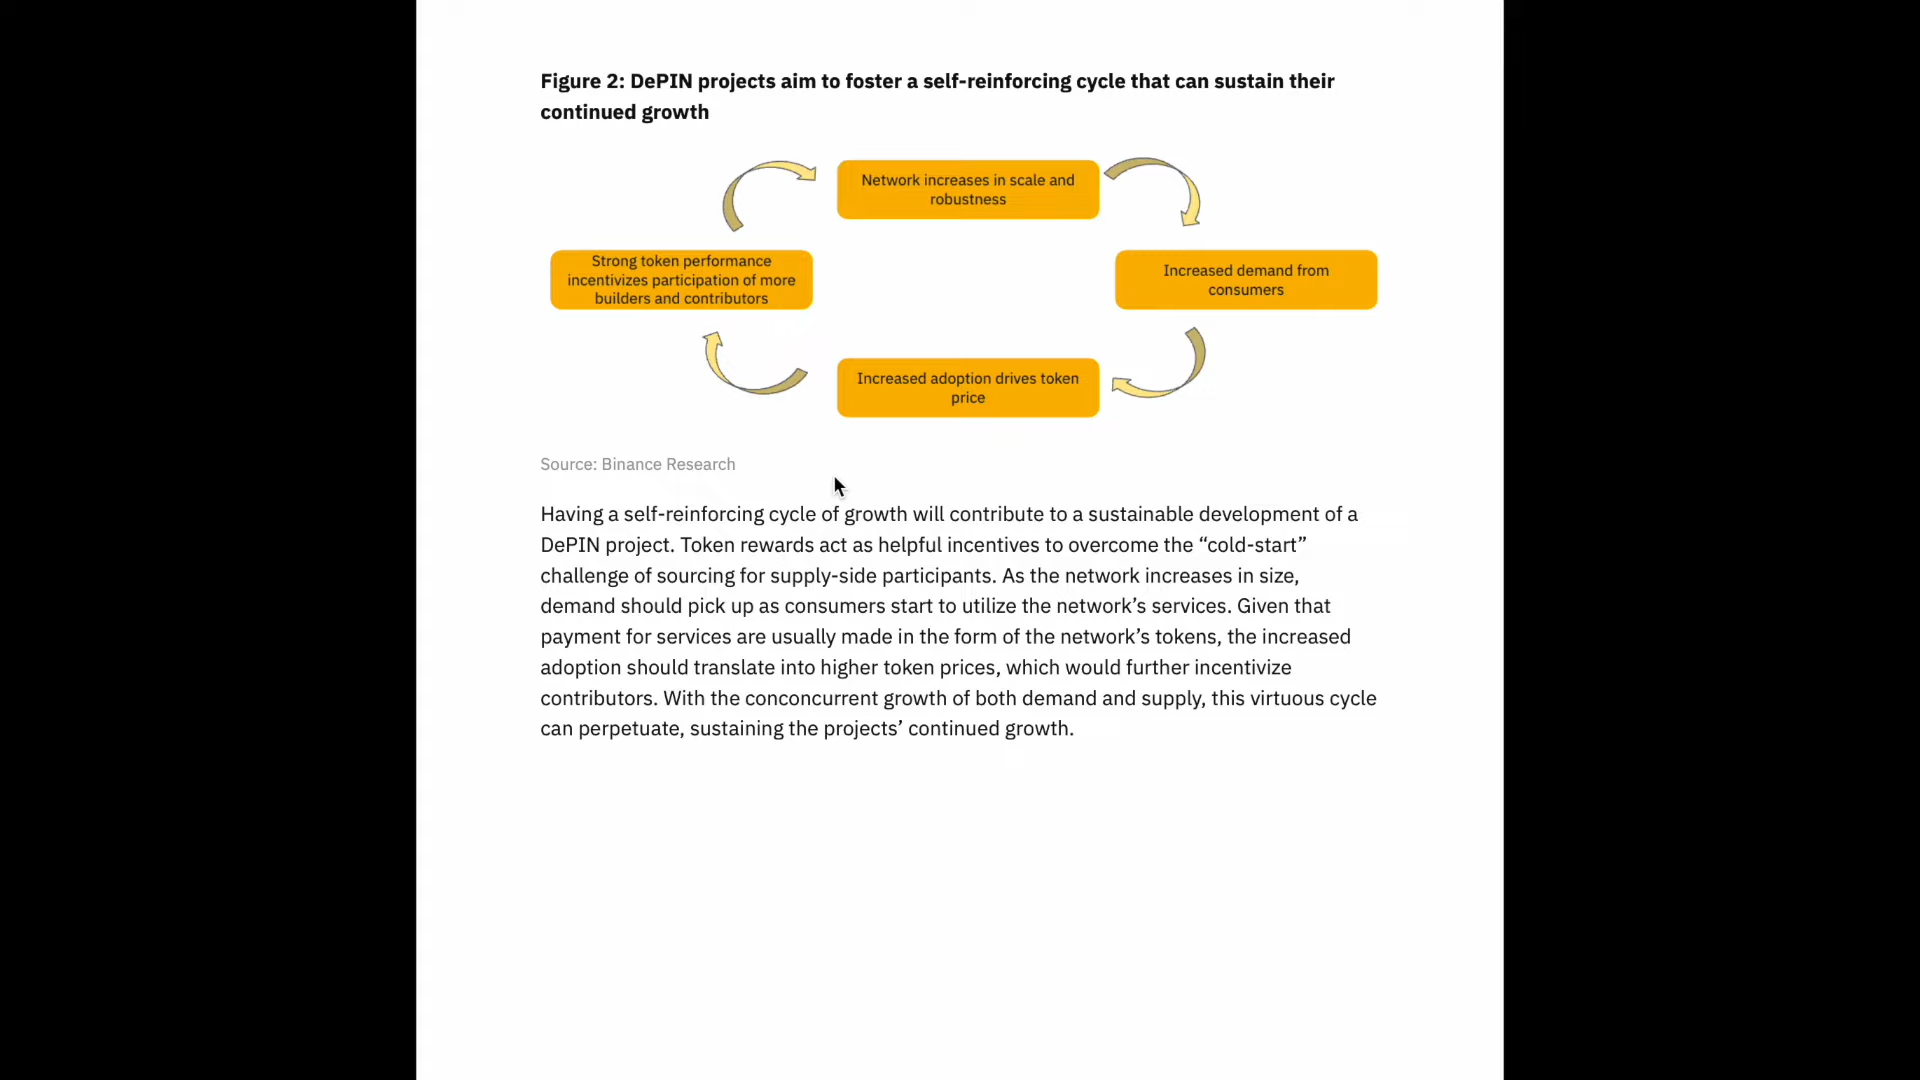 Figure 2: DePIN projects aim to foster a self-reinforcing cycle that can sustain their
continued growth
Network increases in scale and
robustness
Strong token performance
incentivizes participation of more
builders and contributors
Increased demand from
consumers
Increased adoption drives token
price
Source: Binance Research
Having a self-reinforcing cycle of growth will contribute to a sustainable development of a
DePIN project. Token rewards act as helpful incentives to overcome the “cold-start”
challenge of sourcing for supply-side participants. As the network increases in size,
demand should pick up as consumers start to utilize the network’s services. Given that
payment for services are usually made in the form of the network’s tokens, the increased
adoption should translate into higher token prices, which would further incentivize
contributors. With the conconcurrent growth of both demand and supply, this virtuous cycle
can perpetuate, sustaining the projects’ continued growth.